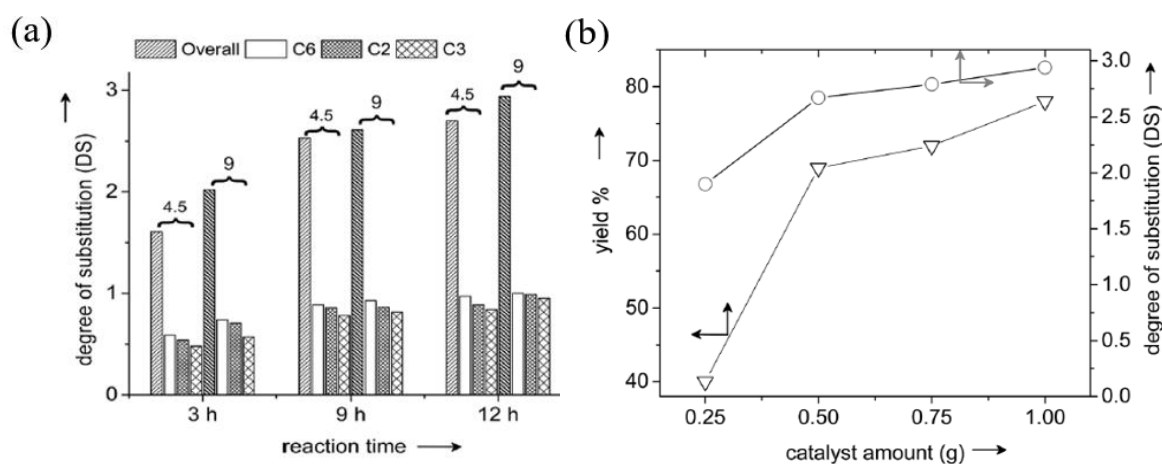 (a)
Overall C6 C2 C3
degree of substitution (DS)
3
2
1
0
4.5 9
4.5 9
4.5 9
3 h 9 h 12 h
reaction time
(b)
yield %
80
70
60
50
40
degree of substitution (DS)
3.0
2.5
2.0
1.5
1.0
0.5
0.0
0.25 0.50 0.75 1.00
catalyst amount (g)